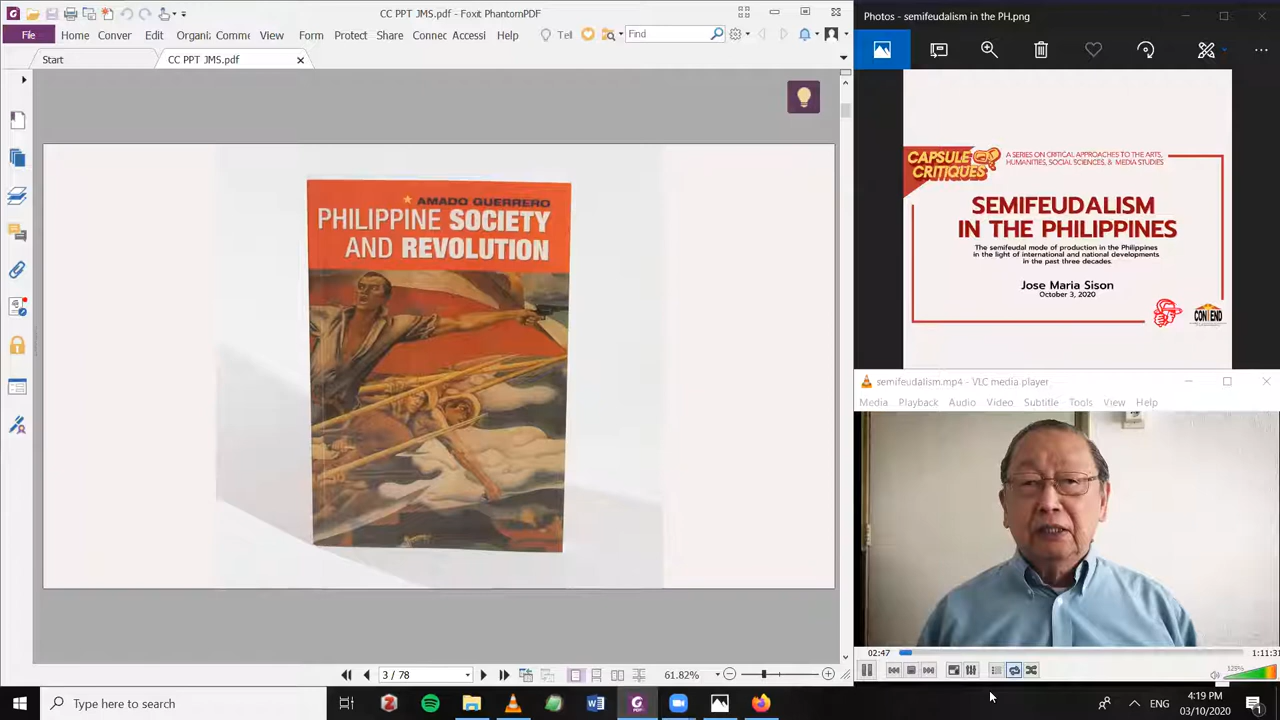 CC PPT JMS.pdf - Foxit PhantomPDF
File
Home
Conver
Edit
Organi
Comme
View
Form
Protect
Share
Connec
Accessi
Help
Tell
Find
Start
CC PPT JMS.pdf
AMADO GUERRERO
PHILIPPINE SOCIETY
AND REVOLUTION
3 / 78
61.82%
Photos - semifeudalism in the PH.png
CAPSULE
CRITIQUES
A SERIES ON CRITICAL APPROACHES TO THE ARTS,
HUMANITIES, SOCIAL SCIENCES, & MEDIA STUDIES
SEMIFEUDALISM
IN THE PHILIPPINES
The semifeudal mode of production in the Philippines
in the light of international and national developments
in the past three decades.
Jose Maria Sison
October 3, 2020
CONTEND
semifeudalism.mp4 - VLC media player
Media
Playback
Audio
Video
Subtitle
Tools
View
Help
02:47
1:11:31
125%
Type here to search
ENG
4:19 PM
03/10/2020
1